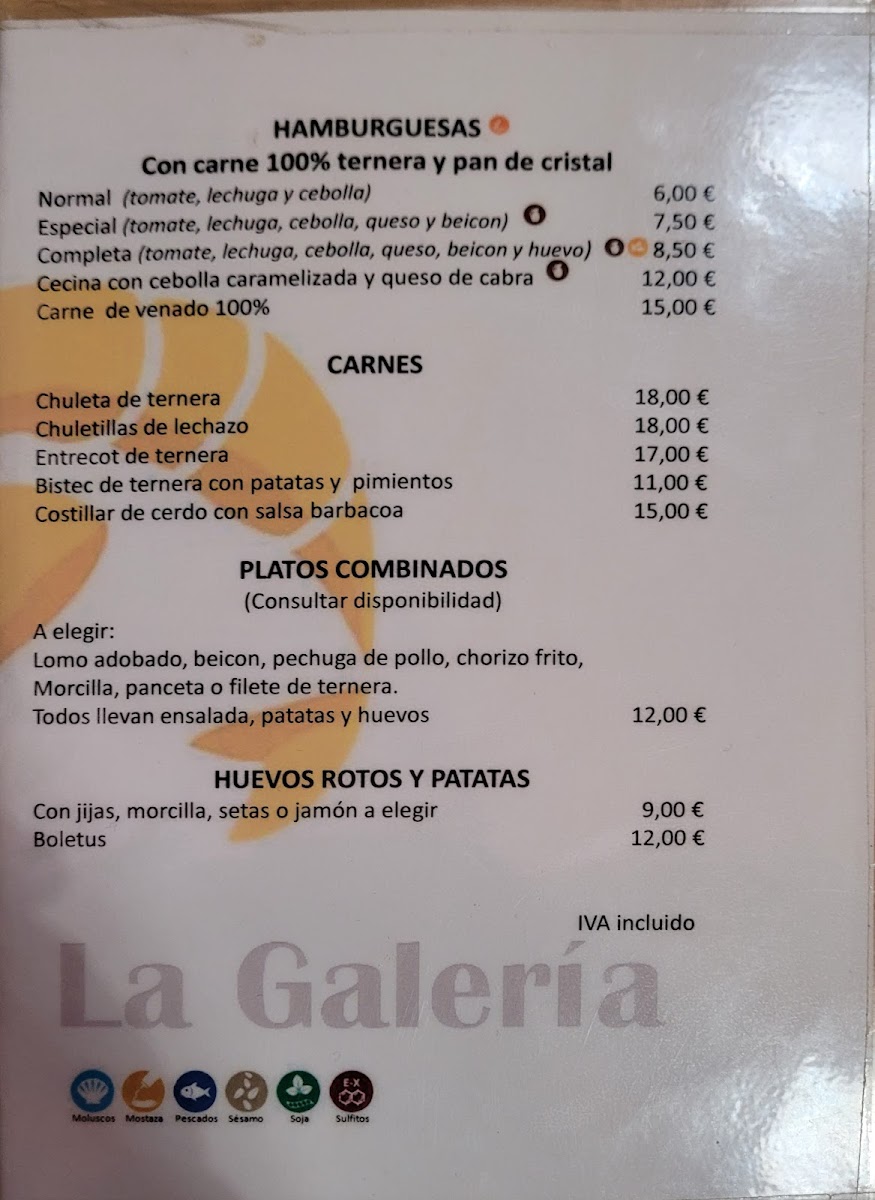 HAMBURGUESAS
Con carne 100% ternera y pan de cristal
Normal (tomate, lechuga y cebolla) 6,00 €
Especial (tomate, lechuga, cebolla, queso y beicon) 7,50 €
Completa (tomate, lechuga, cebolla, queso, beicon y huevo) 8,50 €
Cecina con cebolla caramelizada y queso de cabra 12,00 €
Carne de venado 100% 15,00 €
CARNES
Chuleta de ternera 18,00 €
Chuletillas de lechazo 18,00 €
Entrecot de ternera 17,00 €
Bistec de ternera con patatas y pimientos 11,00 €
Costillar de cerdo con salsa barbacoa 15,00 €
PLATOS COMBINADOS
(Consultar disponibilidad)
A elegir:
Lomo adobado, beicon, pechuga de pollo, chorizo frito,
Morcilla, panceta o filete de ternera.
Todos llevan ensalada, patatas y huevos 12,00 €
HUEVOS ROTOS Y PATATAS
Con jijas, morcilla, setas o jamón a elegir 9,00 €
Boletus 12,00 €
IVA incluido
La Galería
E-X
Moluscos Mostaza Pescados Sésamo Soja Sulfitos